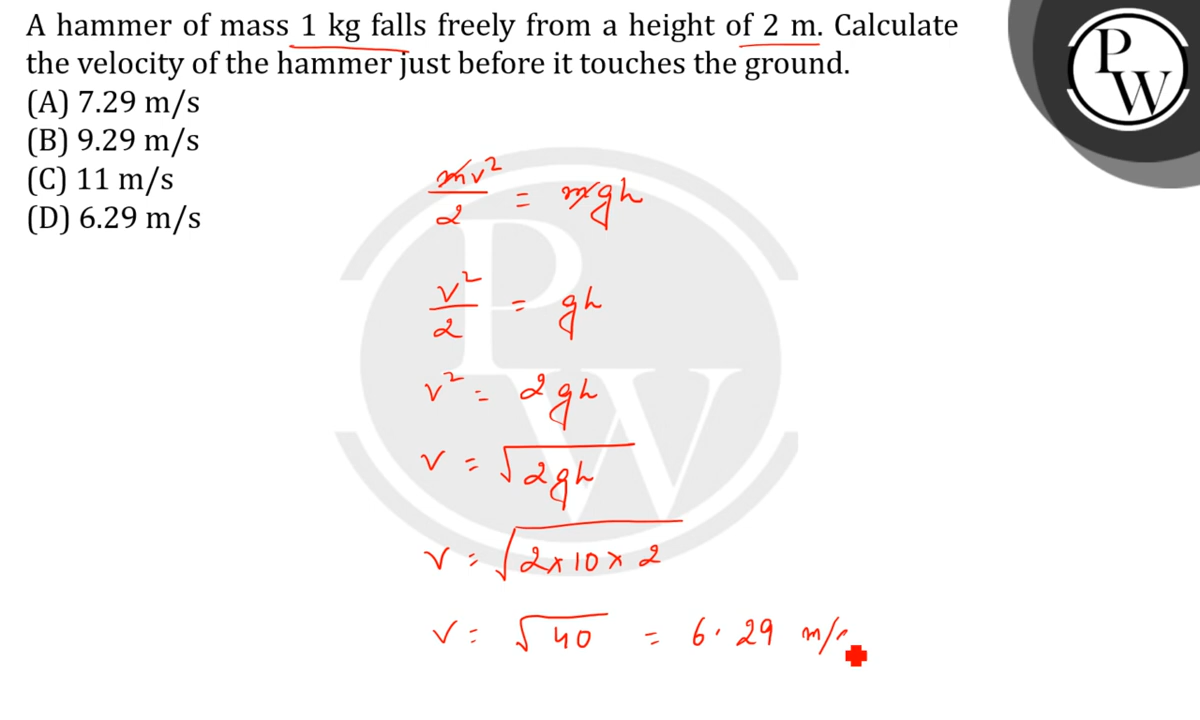 A hammer of mass 1 kg falls freely from a height of 2 m. Calculate
the velocity of the hammer just before it touches the ground.
(A) 7.29 m/s
(B) 9.29 m/s
(C) 11 m/s
(D) 6.29 m/s
PW
mv²/2 = mgh
v²/2 = gh
v² = 2gh
v = √2gh
v = √2×10×2
v = √40 = 6.29 m/s
PW